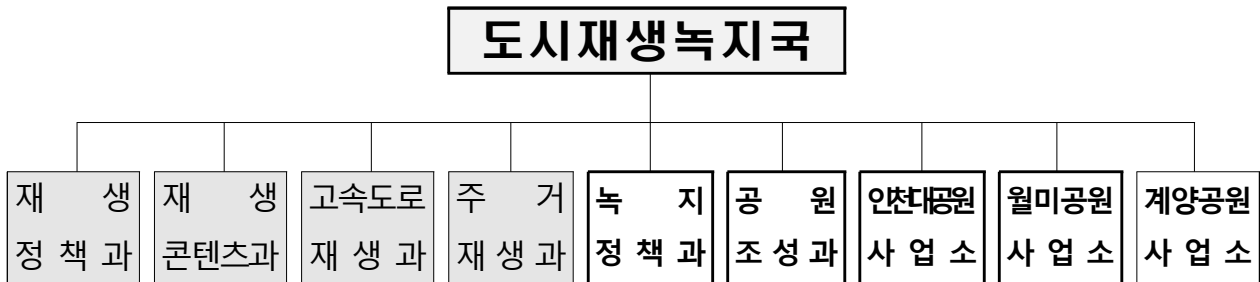 도시재생녹지국
재 생
정 책 과
재 생
콘텐츠과
고속도로
재 생 과
주 거
재 생 과
녹 지
정 책 과
공 원
조 성 과
인천대공원
사 업 소
월미공원
사 업 소
계양공원
사 업 소